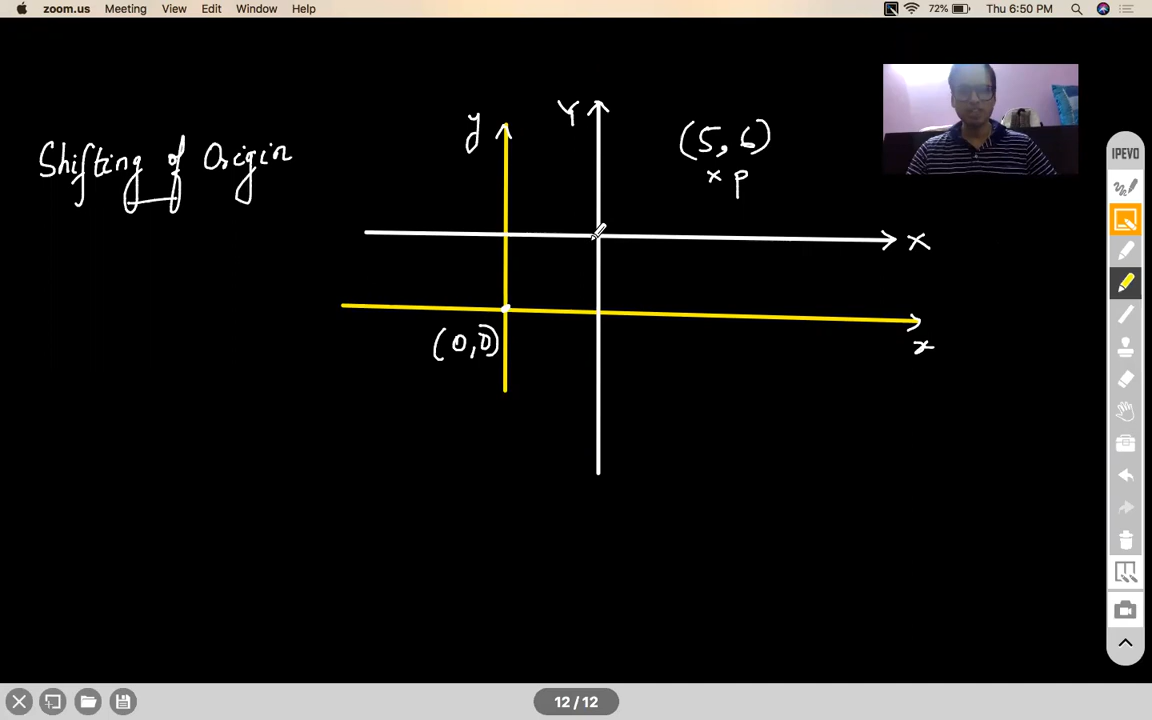 zoom.us Meeting View Edit Window Help 72% Thu 6:50 PM
Shifting of Origin
y
Y
(5, 6)
x p
IPEVO
X
(0,0)
x
12 / 12